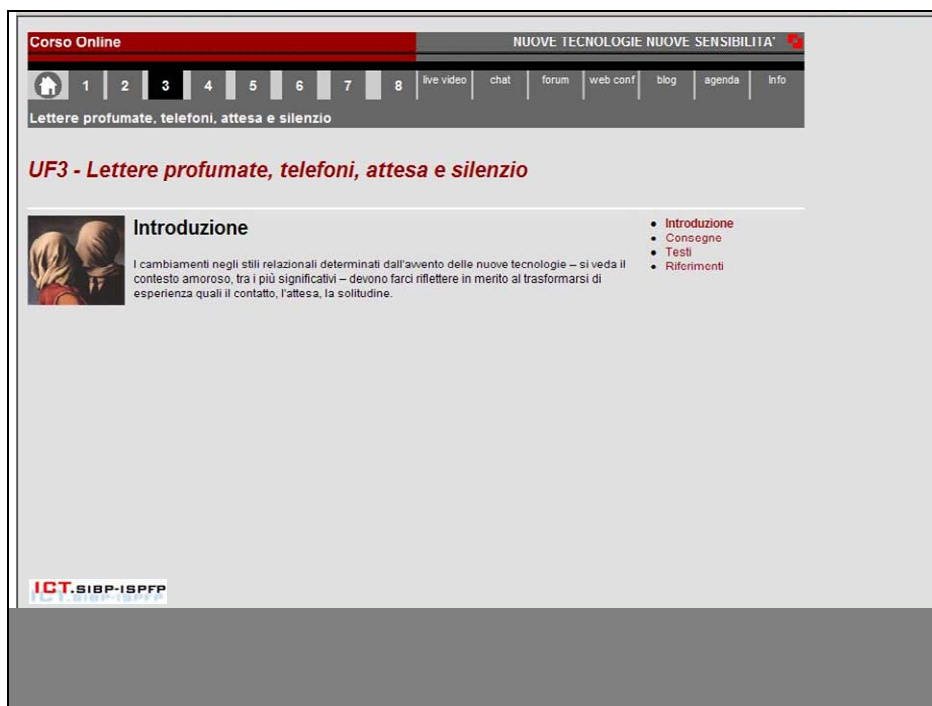 Corso Online
NUOVE TECNOLOGIE NUOVE SENSIBILITA'
1 2 3 4 5 6 7 8 live video chat forum web conf blog agenda Info
Lettere profumate, telefoni, attesa e silenzio
UF3 - Lettere profumate, telefoni, attesa e silenzio
Introduzione
I cambiamenti negli stili relazionali determinati dall'avvento delle nuove tecnologie – si veda il
contesto amoroso, tra i più significativi – devono farci riflettere in merito al trasformarsi di
esperienza quali il contatto, l'attesa, la solitudine.
Introduzione
Consegne
Testi
Riferimenti
ICT.SIBP-ISPFP